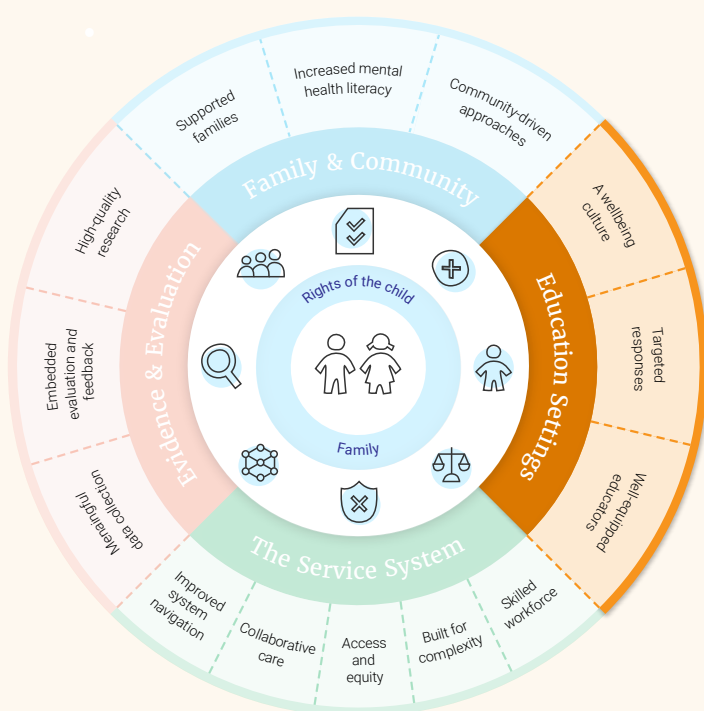 Increased mental
health literacy
Community-driven
approaches
Supported
families
Family & Community
A wellbeing
culture
High-quality
research
Rights of the child
Education Settings
Evidence & Evaluation
Targeted
responses
Embedded
evaluation and
feedback
Family
Well-equipped
educators
Meaningful
data collection
The Service System
Improved
system
navigation
Collaborative
care
Access
and
equity
Built for
complexity
Skilled
workforce